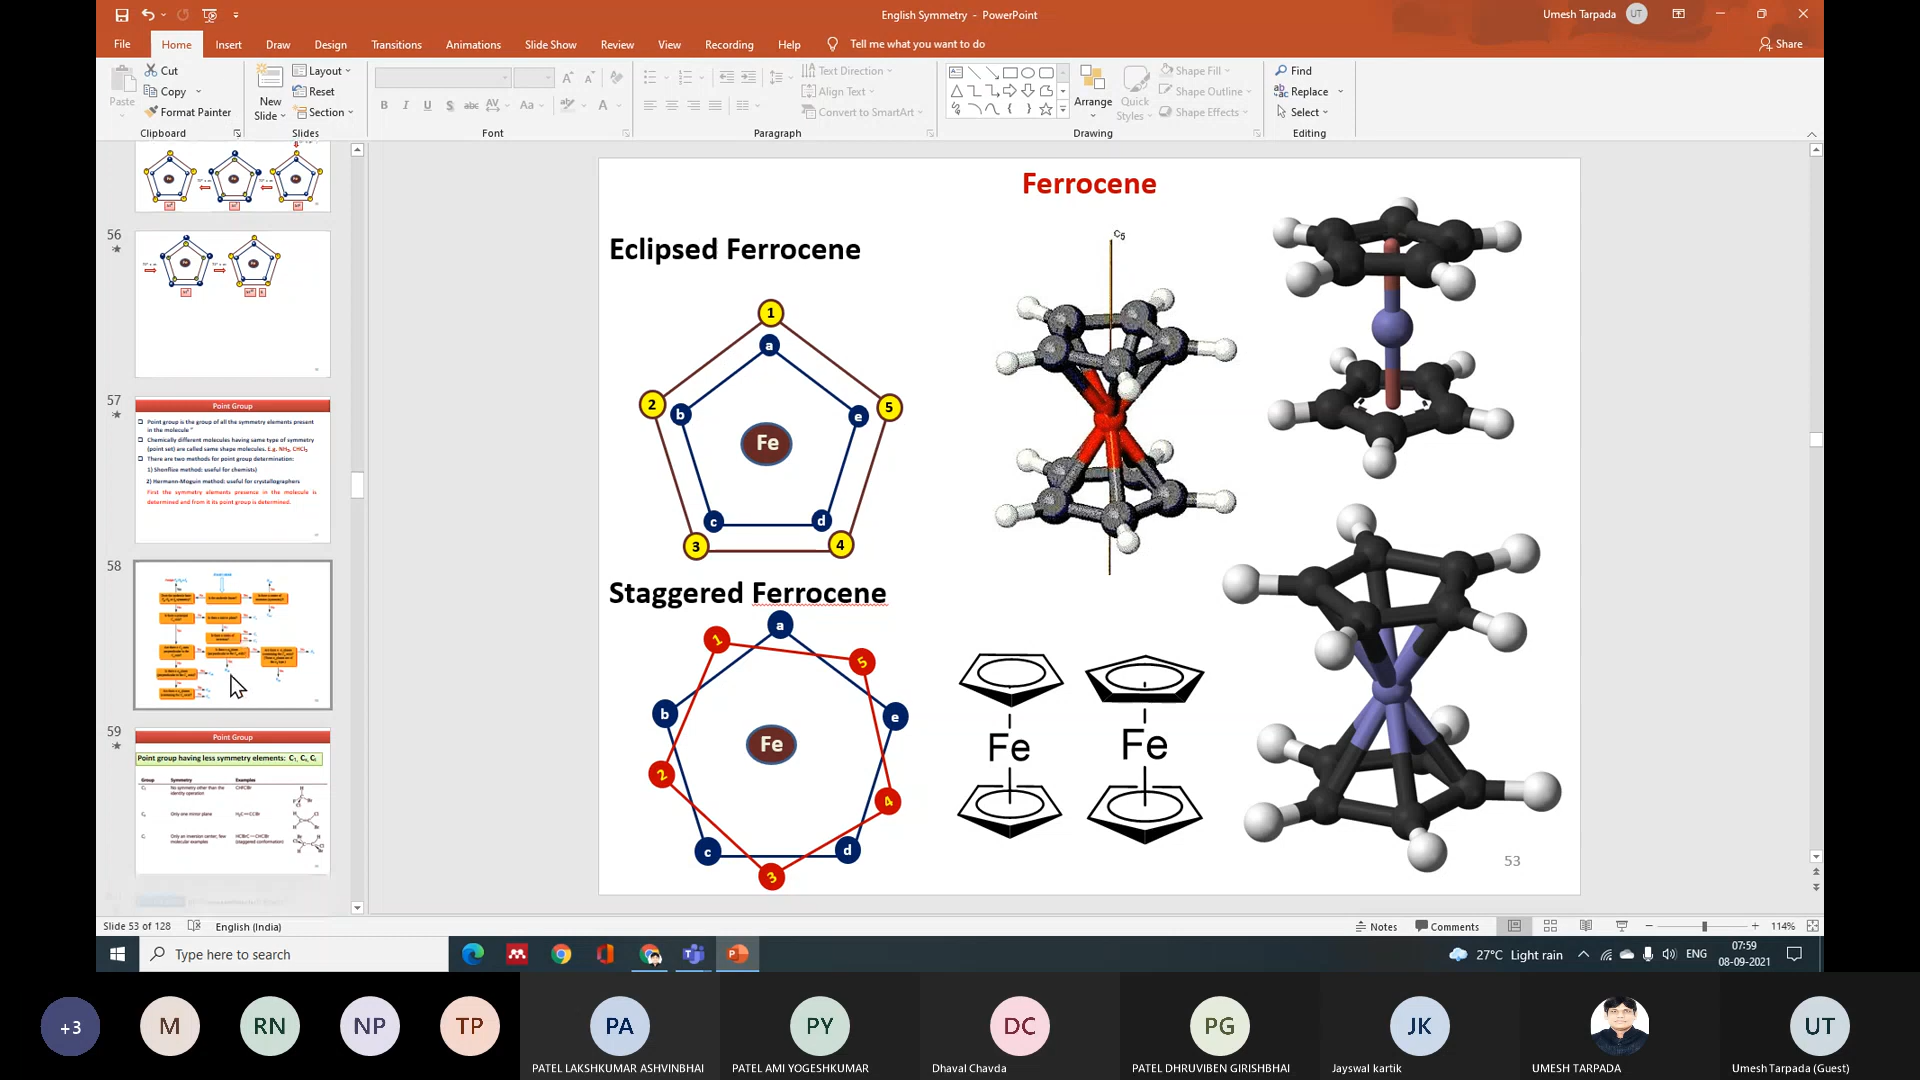 English Symmetry - PowerPoint
Umesh Tarpada
UT
File
Home
Insert
Draw
Design
Transitions
Animations
Slide Show
Review
View
Recording
Help
Tell me what you want to do
Share
Paste
Cut
Copy
Format Painter
Clipboard
New
Slide
Layout
Reset
Section
Slides
Font
Text Direction
Align Text
Convert to SmartArt
Paragraph
Arrange
Quick
Styles
Shape Fill
Shape Outline
Shape Effects
Drawing
Find
Replace
Select
Editing
56
57
Point Group
Point group is the group of all the symmetry elements present
in the molecule "
Chemically different molecules having same type of symmetry
(point set) are called same shape molecules. E.g. NH3, CHCl3
There are two methods for point group determination:
1) Shonflise method: useful for chemists)
2) Hermann-Moguin method: useful for crystallographers
First the symmetry elements presence in the molecule is
determined and from it its point group is determined.
58
59
Point Group
Point group having less symmetry elements: C1, Cs, Ci
Group Symmetry Examples
No symmetry other than the
identity operation
CHFClBr
Only one mirror plane
Only an inversion center; few
molecular examples
(staggered conformation)
Ferrocene
Eclipsed Ferrocene
1
a
2
b
e
5
Fe
c
d
3
4
C5
Staggered Ferrocene
a
1
5
b
e
Fe
2
4
c
d
3
Fe
Fe
53
Slide 53 of 128
English (India)
Notes
Comments
114%
Type here to search
27°C Light rain
ENG
07:59
08-09-2021
+3
M
RN
NP
TP
PA
PY
DC
PG
JK
UT
PATEL LAKSHKUMAR ASHVINBHAI
PATEL AMI YOGESHKUMAR
Dhaval Chavda
PATEL DHRUVIBEN GIRISHBHAI
Jayswal kartik
UMESH TARPADA
Umesh Tarpada (Guest)